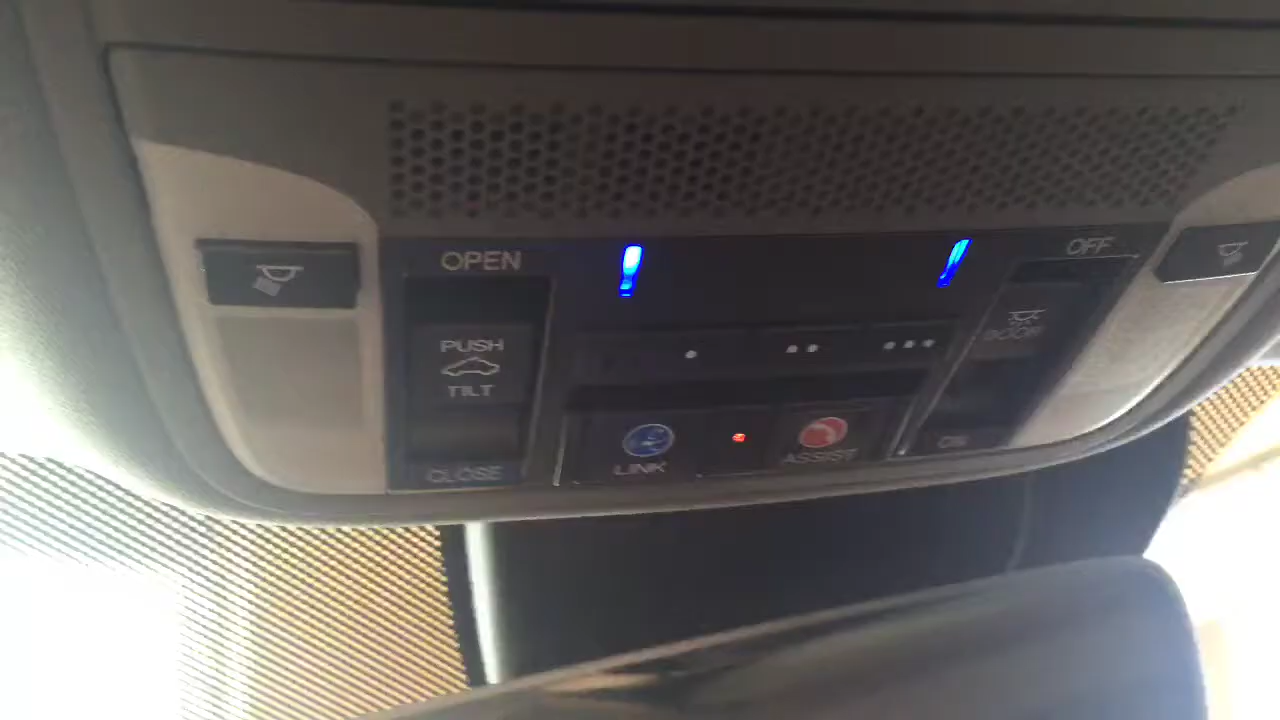 OPEN
OFF
PUSH
TILT
DOOR
CLOSE
LINK
ASSIST
ON